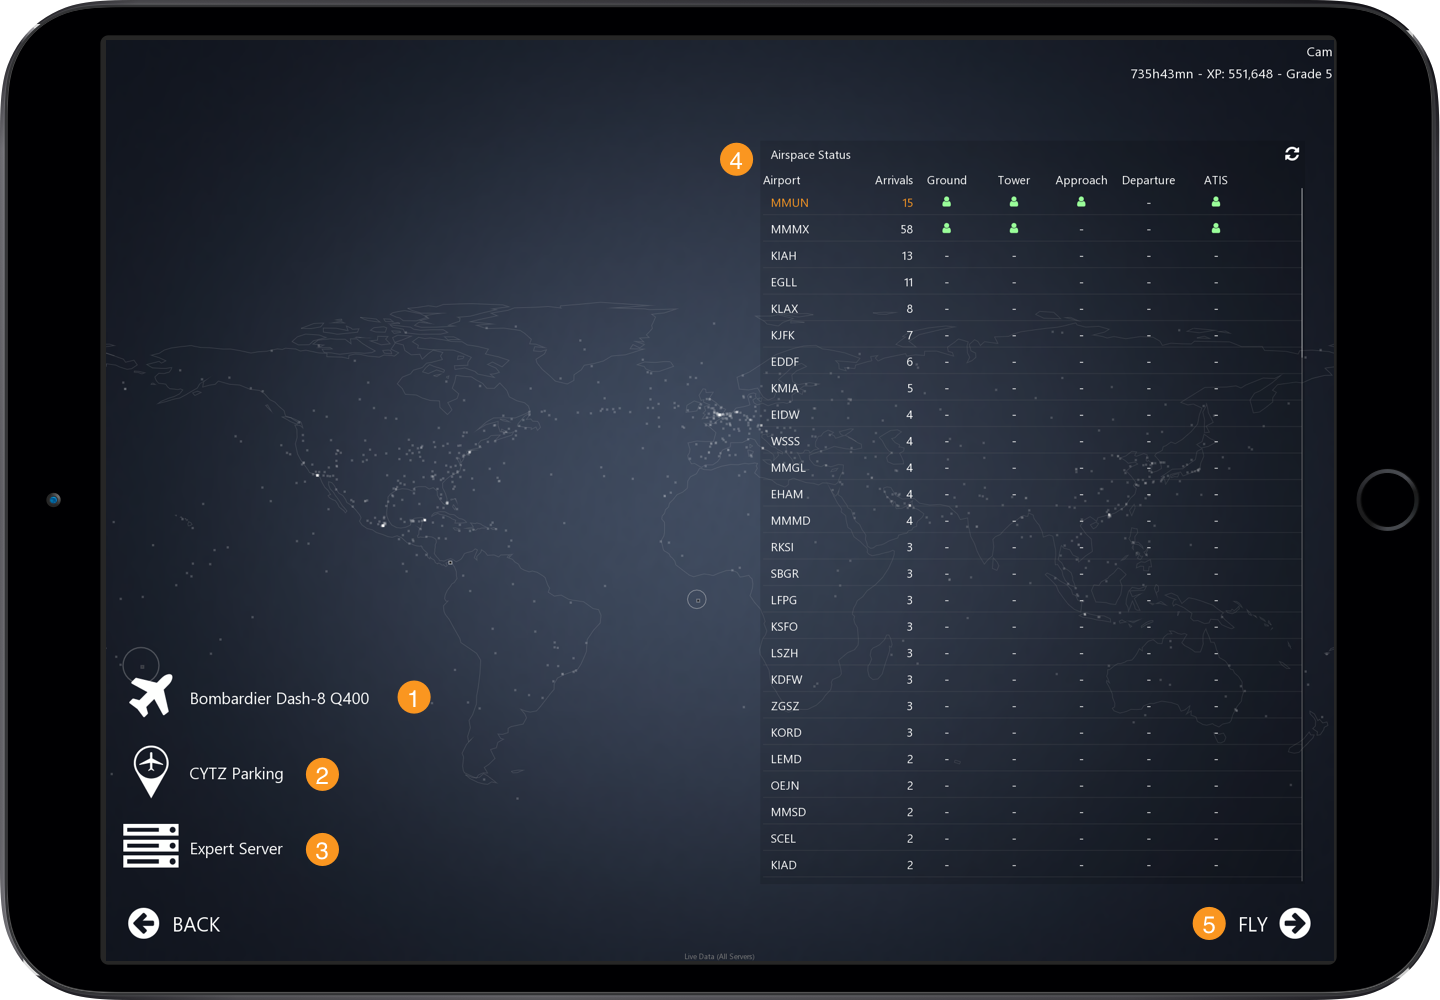 Cam
735h43mn - XP: 551,648 - Grade 5
4 Airspace Status
Airport Arrivals Ground Tower Approach Departure ATIS
MMUN 15 -
MMMX 58 - -
KIAH 13 - - - - -
EGLL 11 - - - - -
KLAX 8 - - - - -
KJFK 7 - - - - -
EDDF 6 - - - - -
KMIA 5 - - - - -
EIDW 4 - - - - -
WSSS 4 - - - - -
MMGL 4 - - - - -
EHAM 4 - - - - -
MMMD 4 - - - - -
RKSI 3 - - - - -
SBGR 3 - - - - -
LFPG 3 - - - - -
KSFO 3 - - - - -
LSZH 3 - - - - -
KDFW 3 - - - - -
ZGSZ 3 - - - - -
KORD 3 - - - - -
LEMD 2 - - - - -
OEJN 2 - - - - -
MMSD 2 - - - - -
SCEL 2 - - - - -
KIAD 2 - - - - -
Bombardier Dash-8 Q400 1
CYTZ Parking 2
Expert Server 3
BACK
5 FLY
Live Data (All Servers)